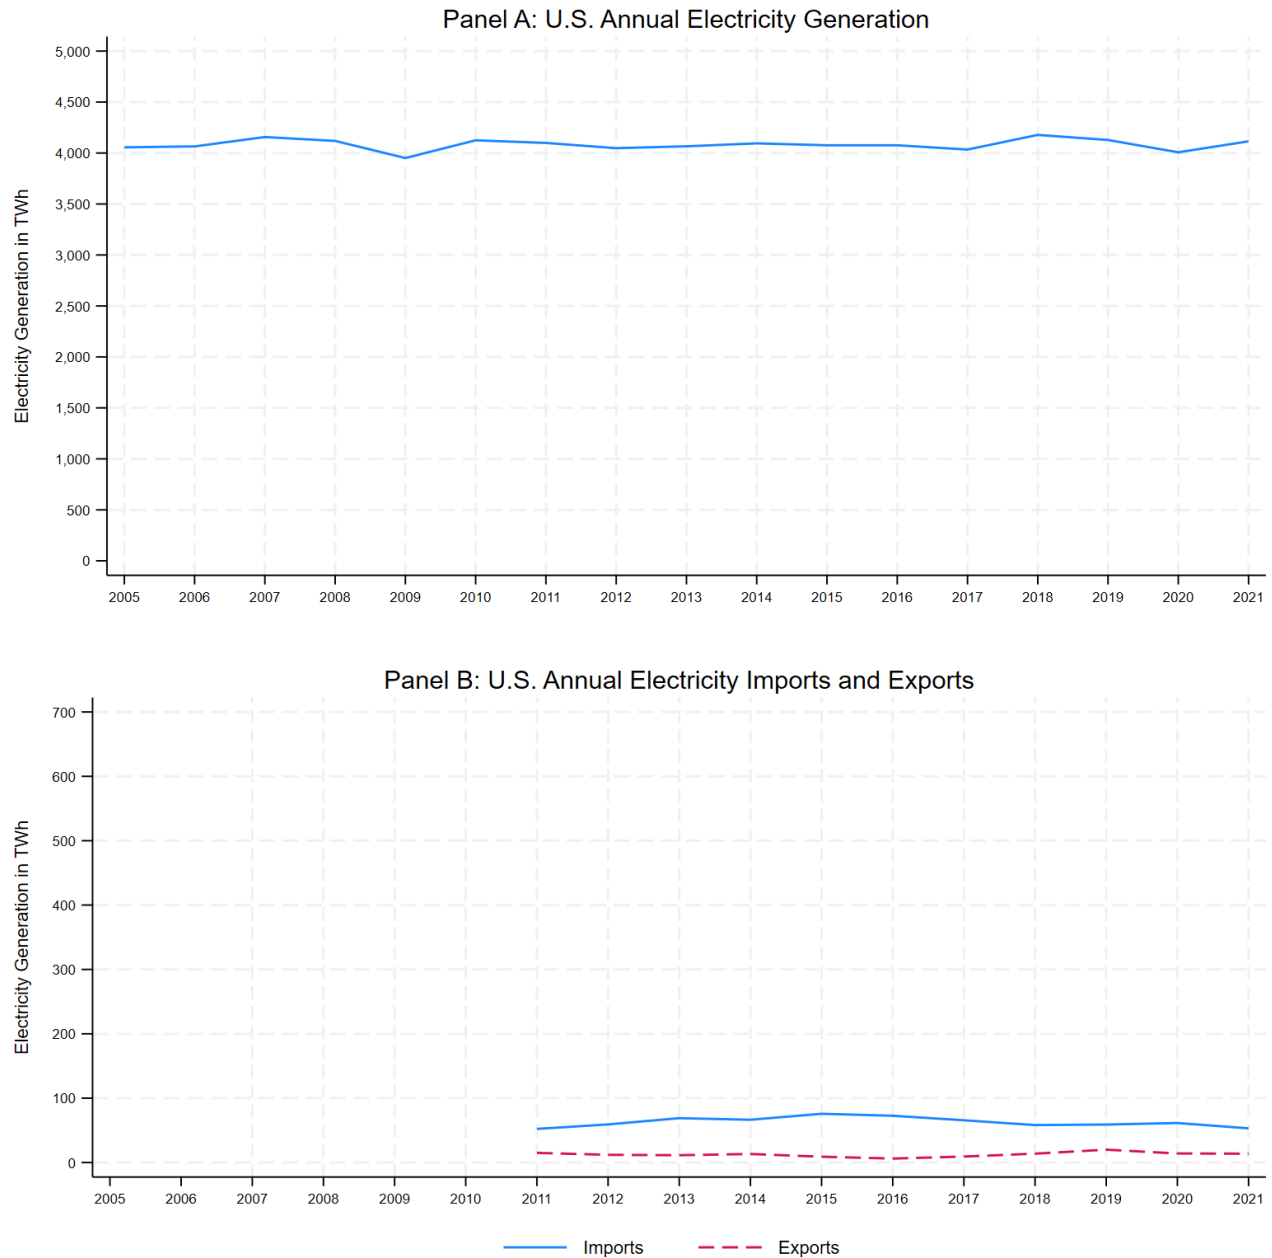 Panel A: U.S. Annual Electricity Generation
Electricity Generation in TWh
5,000
4,500
4,000
3,500
3,000
2,500
2,000
1,500
1,000
500
0
2005 2006 2007 2008 2009 2010 2011 2012 2013 2014 2015 2016 2017 2018 2019 2020 2021
Panel B: U.S. Annual Electricity Imports and Exports
Electricity Generation in TWh
700
600
500
400
300
200
100
0
2005 2006 2007 2008 2009 2010 2011 2012 2013 2014 2015 2016 2017 2018 2019 2020 2021
Imports Exports